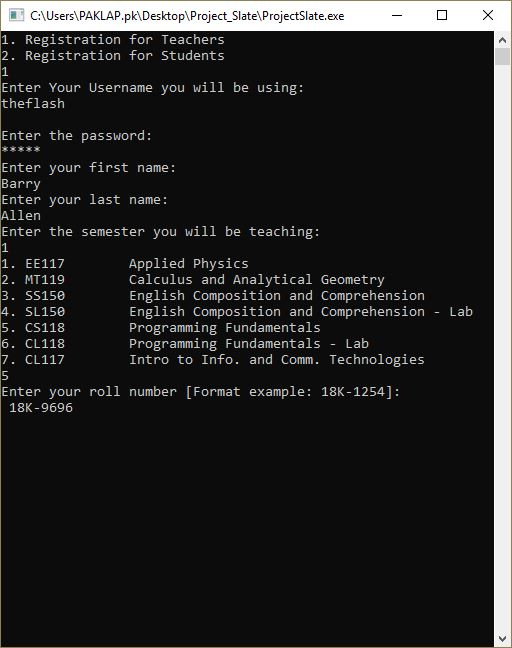 C:\Users\PAKLAP.pk\Desktop\Project_Slate\ProjectSlate.exe
1. Registration for Teachers
2. Registration for Students
1
Enter Your Username you will be using:
theflash
Enter the password:
*****
Enter your first name:
Barry
Enter your last name:
Allen
Enter the semester you will be teaching:
1
1. EE117        Applied Physics
2. MT119        Calculus and Analytical Geometry
3. SS150        English Composition and Comprehension
4. SL150        English Composition and Comprehension - Lab
5. CS118        Programming Fundamentals
6. CL118        Programming Fundamentals - Lab
7. CL117        Intro to Info. and Comm. Technologies
5
Enter your roll number [Format example: 18K-1254]:
 18K-9696